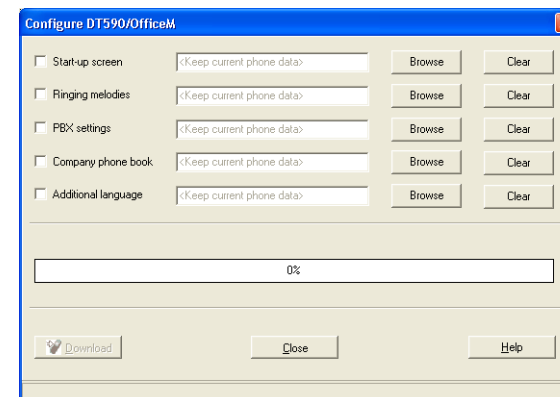 Configure DT590/OfficeM
Start-up screen <Keep current phone data> Browse Clear
Ringing melodies <Keep current phone data> Browse Clear
PBX settings <Keep current phone data> Browse Clear
Company phone book <Keep current phone data> Browse Clear
Additional language <Keep current phone data> Browse Clear
0%
Download Close Help